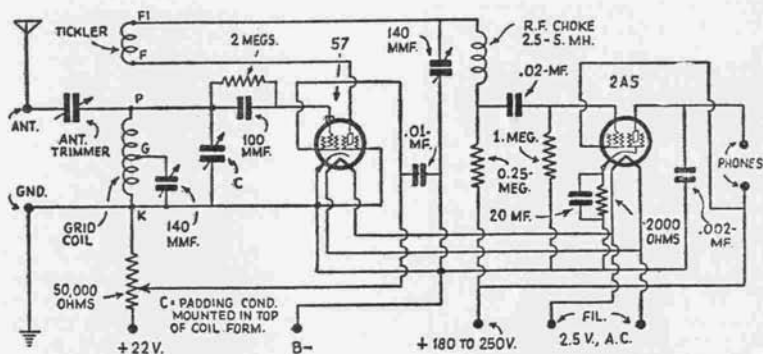 TICKLER
F1
F
2 MEGS.
57
140
MMF.
R.F. CHOKE
2.5-5. MH.
.02-MF.
2A5
ANT.
ANT.
TRIMMER
P
G
K
100
MMF.
C
.01-
MF.
1. MEG.
0.25-
MEG.
PHONES
GND.
GRID
COIL
140
MMF.
20 MF.
2000
OHMS
.002-
MF.
50,000
OHMS
C = PADDING COND.
MOUNTED IN TOP
OF COIL FORM.
+22V.
B-
+ 180 TO 250V.
FIL.
2.5 V., A.C.